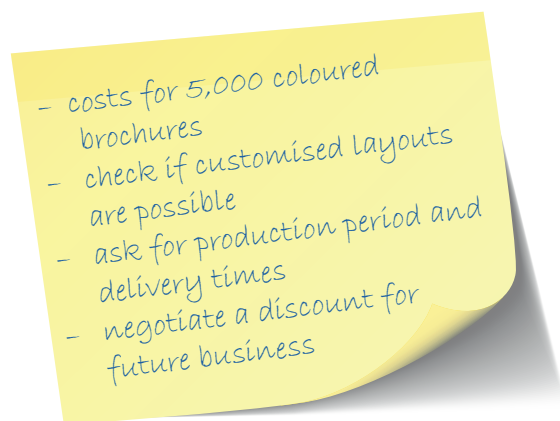 - costs for 5,000 coloured
brochures
- check if customised layouts
are possible
- ask for production period and
delivery times
- negotiate a discount for
future business